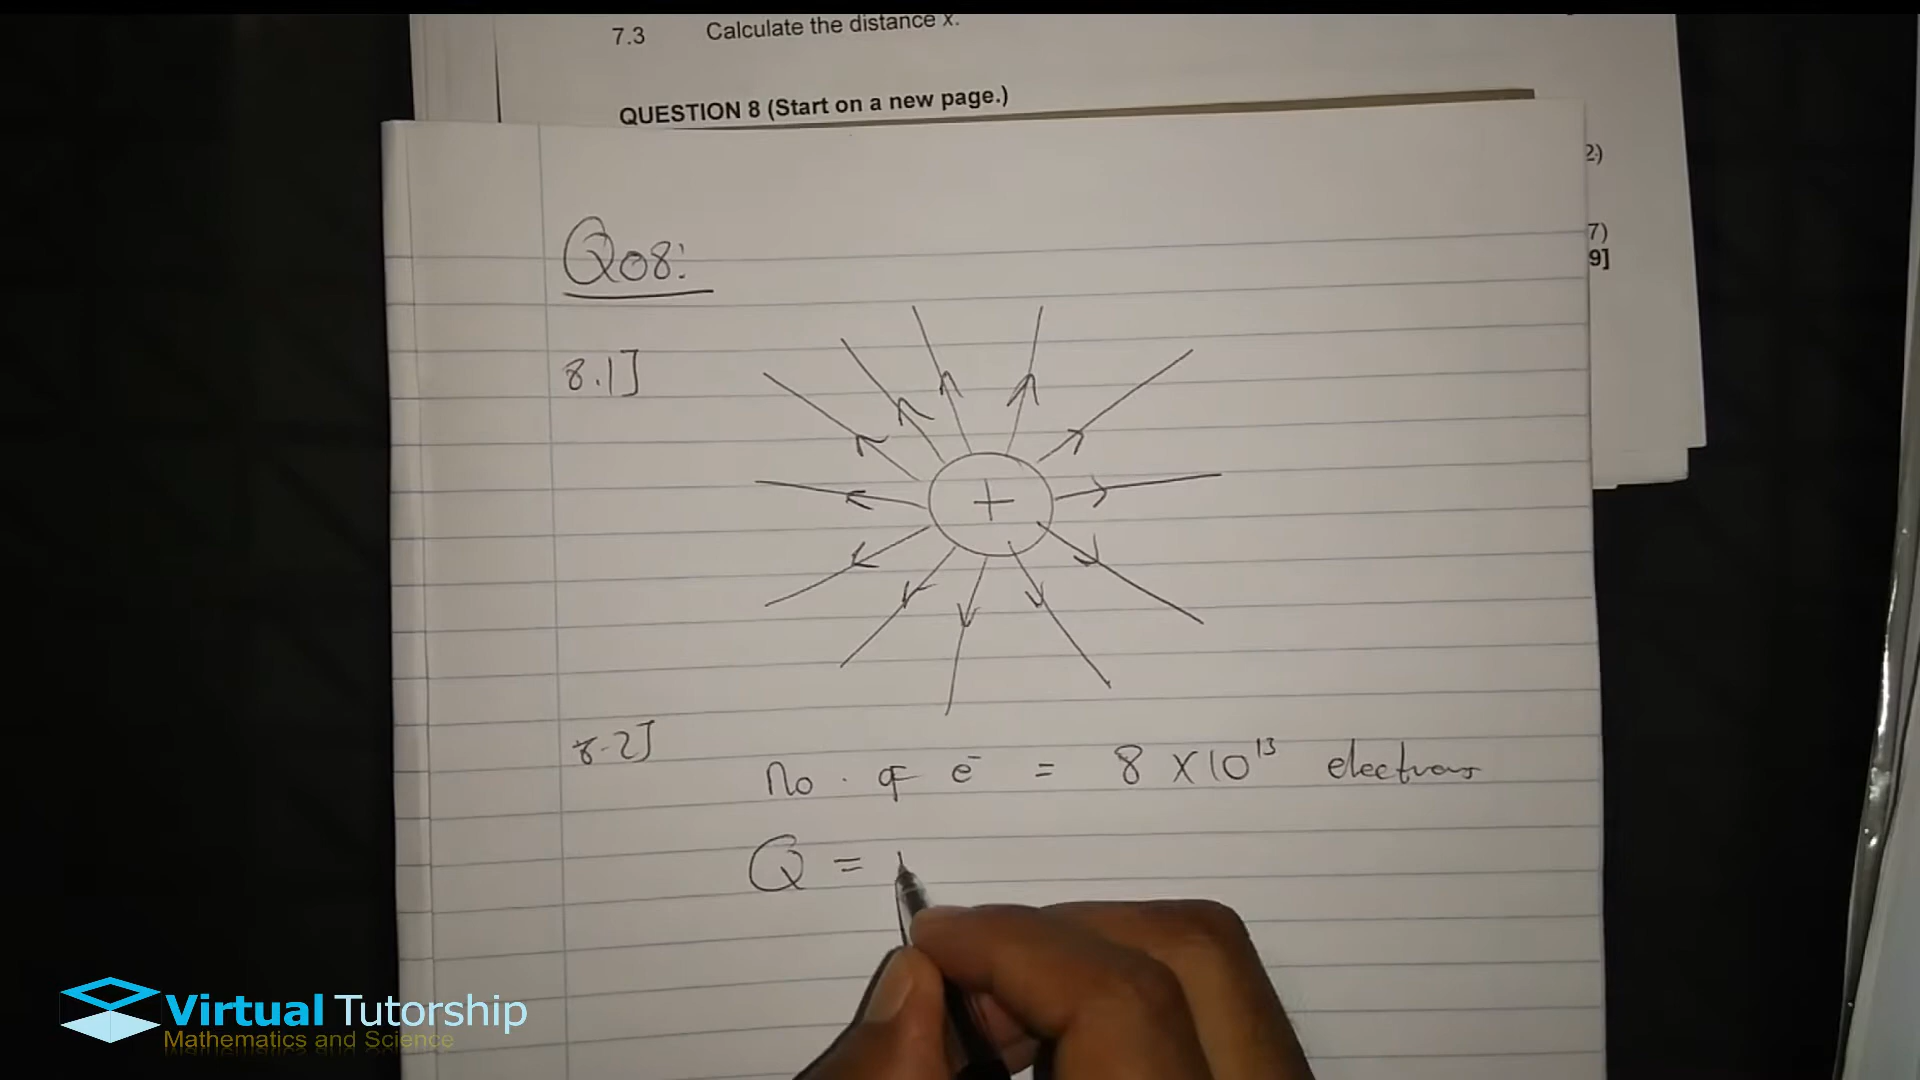 7.3 Calculate the distance x.
QUESTION 8 (Start on a new page.)
2)
7)
9]
Q08:
8.1]
+
8.2]
No. of e⁻ = 8 X10¹³ electrons
Q =
Virtual Tutorship
Mathematics and Science